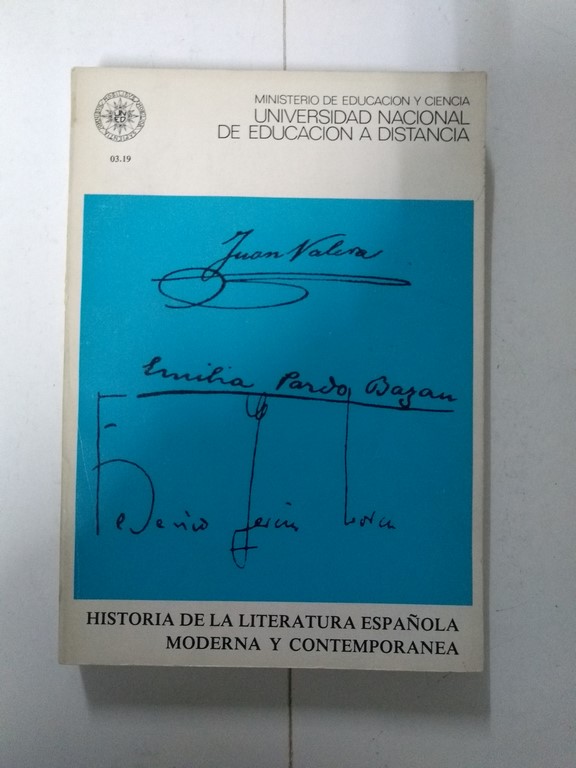 MINISTERIO DE EDUCACION Y CIENCIA
UNIVERSIDAD NACIONAL
DE EDUCACION A DISTANCIA
03.19
Juan Valera
Emilia Pardo Bazan
Federico García Lorca
HISTORIA DE LA LITERATURA ESPAÑOLA
MODERNA Y CONTEMPORANEA